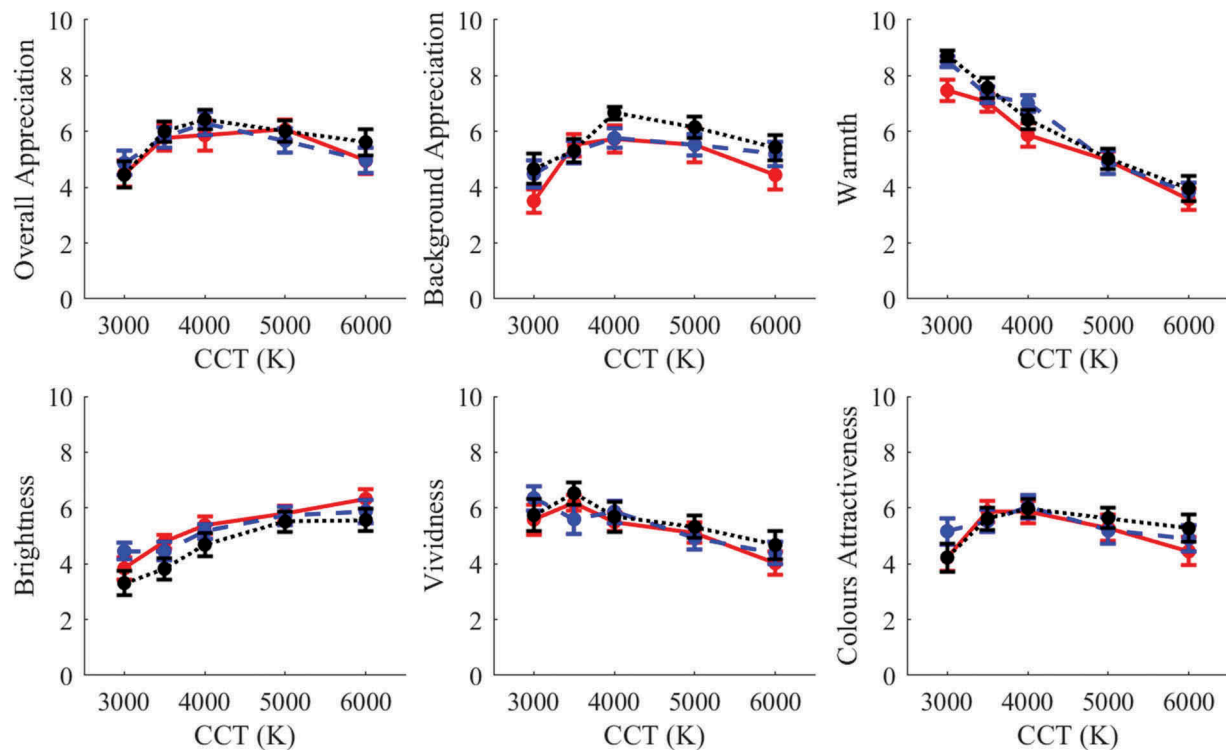 Overall Appreciation
10
8
6
4
2
0
3000 4000 5000 6000
CCT (K)
Background Appreciation
10
8
6
4
2
0
3000 4000 5000 6000
CCT (K)
Warmth
10
8
6
4
2
0
3000 4000 5000 6000
CCT (K)
Brightness
10
8
6
4
2
0
3000 4000 5000 6000
CCT (K)
Vividness
10
8
6
4
2
0
3000 4000 5000 6000
CCT (K)
Colours Attractiveness
10
8
6
4
2
0
3000 4000 5000 6000
CCT (K)